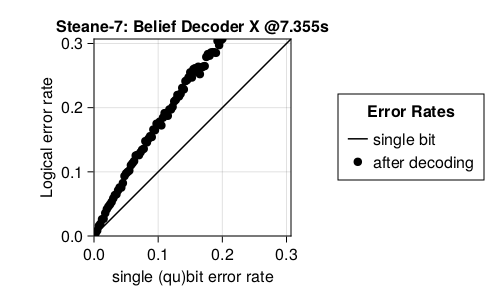 Steane-7: Belief Decoder X @7.355s
0.3
0.2
0.1
0.0
Logical error rate
0.0 0.1 0.2 0.3
single (qu)bit error rate
Error Rates
single bit
after decoding